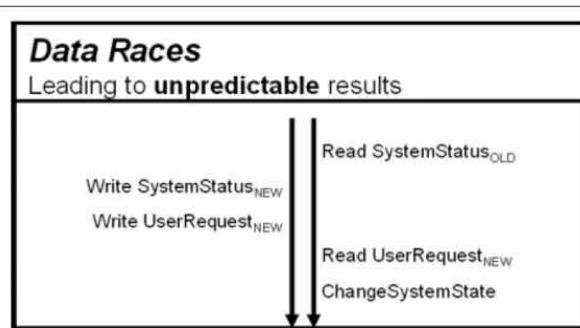 Data Races
Leading to unpredictable results
Read SystemStatusOLD
Write SystemStatusNEW
Write UserRequestNEW
Read UserRequestNEW
ChangeSystemState